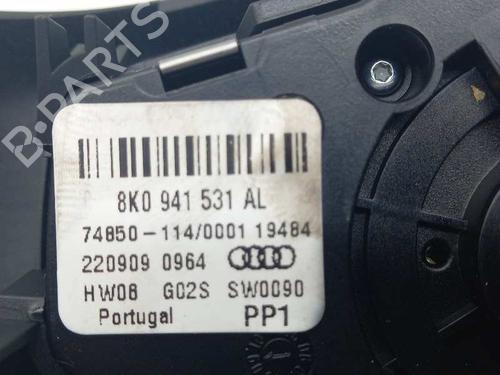 B-PARTS
8K0 941 531 AL
74850-114/0001 19484
220909 0964
HW08 G02S SW0090
Portugal PP1